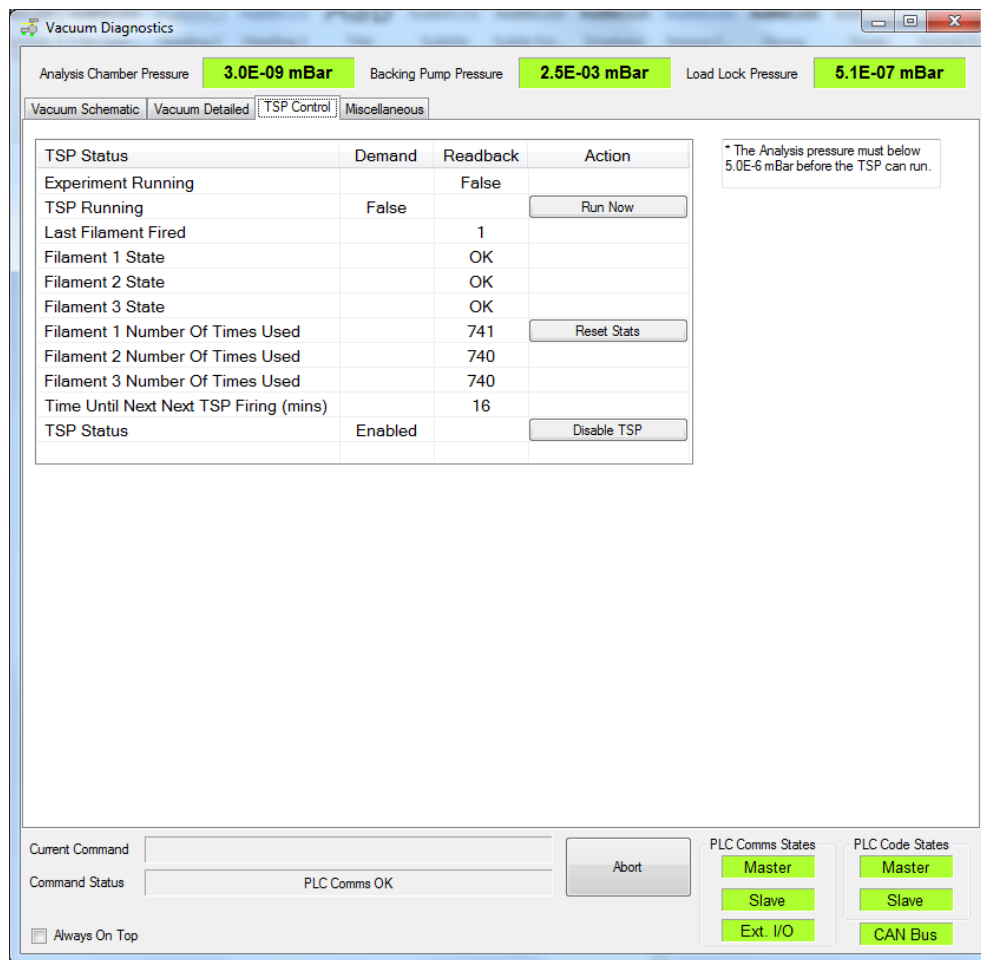 Vacuum Diagnostics
Analysis Chamber Pressure 3.0E-09 mBar Backing Pump Pressure 2.5E-03 mBar Load Lock Pressure 5.1E-07 mBar
Vacuum Schematic Vacuum Detailed TSP Control Miscellaneous
TSP Status Demand Readback Action
Experiment Running False
TSP Running False Run Now
Last Filament Fired 1
Filament 1 State OK
Filament 2 State OK
Filament 3 State OK
Filament 1 Number Of Times Used 741 Reset Stats
Filament 2 Number Of Times Used 740
Filament 3 Number Of Times Used 740
Time Until Next Next TSP Firing (mins) 16
TSP Status Enabled Disable TSP
* The Analysis pressure must below
5.0E-6 mBar before the TSP can run.
Current Command
Command Status PLC Comms OK
Always On Top
Abort
PLC Comms States
Master
Slave
Ext. I/O
PLC Code States
Master
Slave
CAN Bus